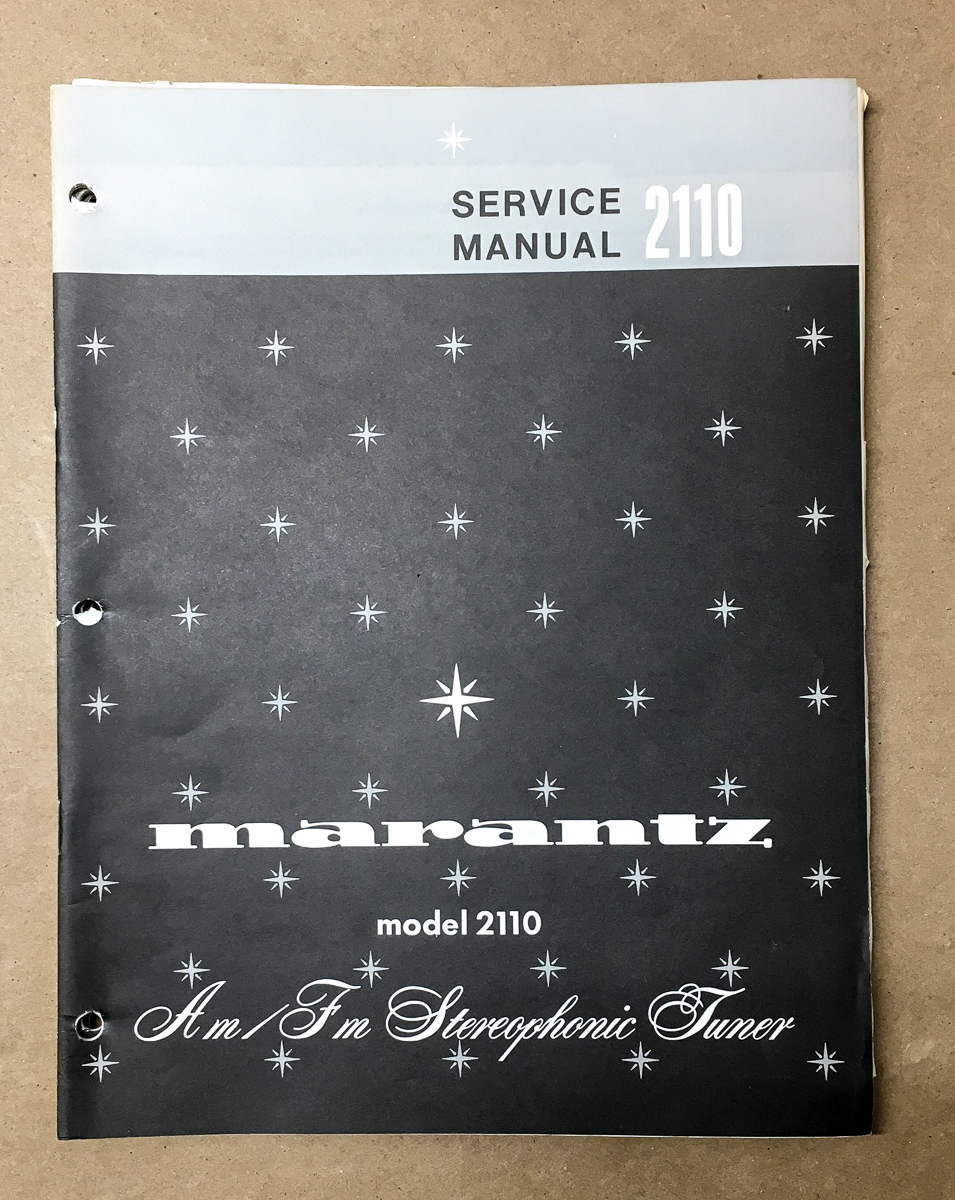 SERVICE
MANUAL 2110
marantz
model 2110
Am/Fm Stereophonic Tuner